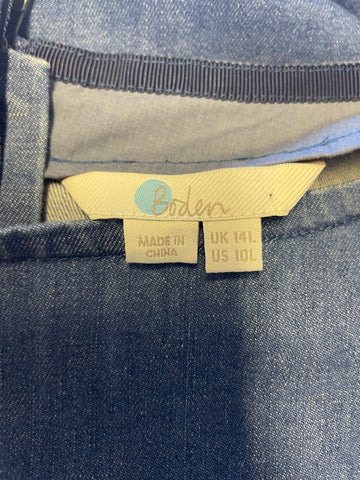 Boden
MADE IN
CHINA
UK 14L
US 10L